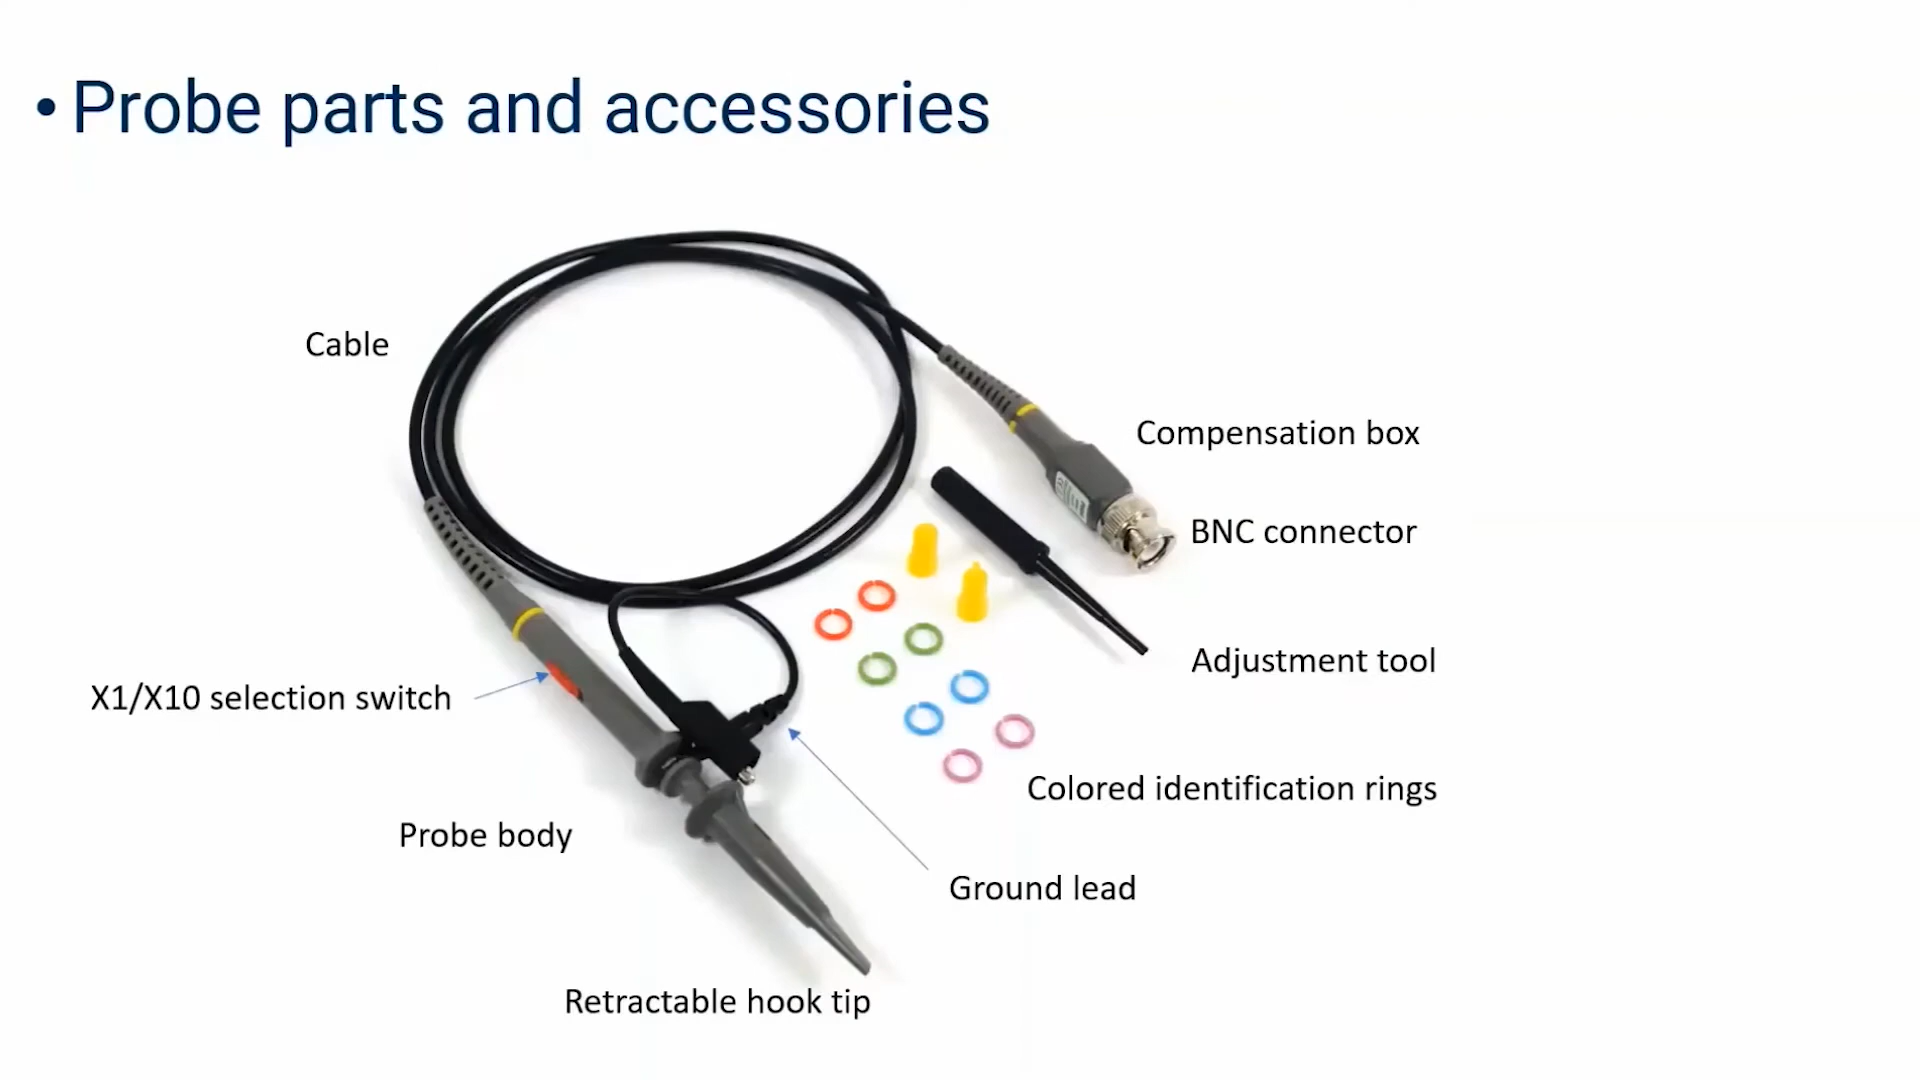 • Probe parts and accessories
Cable
Compensation box
BNC connector
Adjustment tool
X1/X10 selection switch
Colored identification rings
Probe body
Ground lead
Retractable hook tip